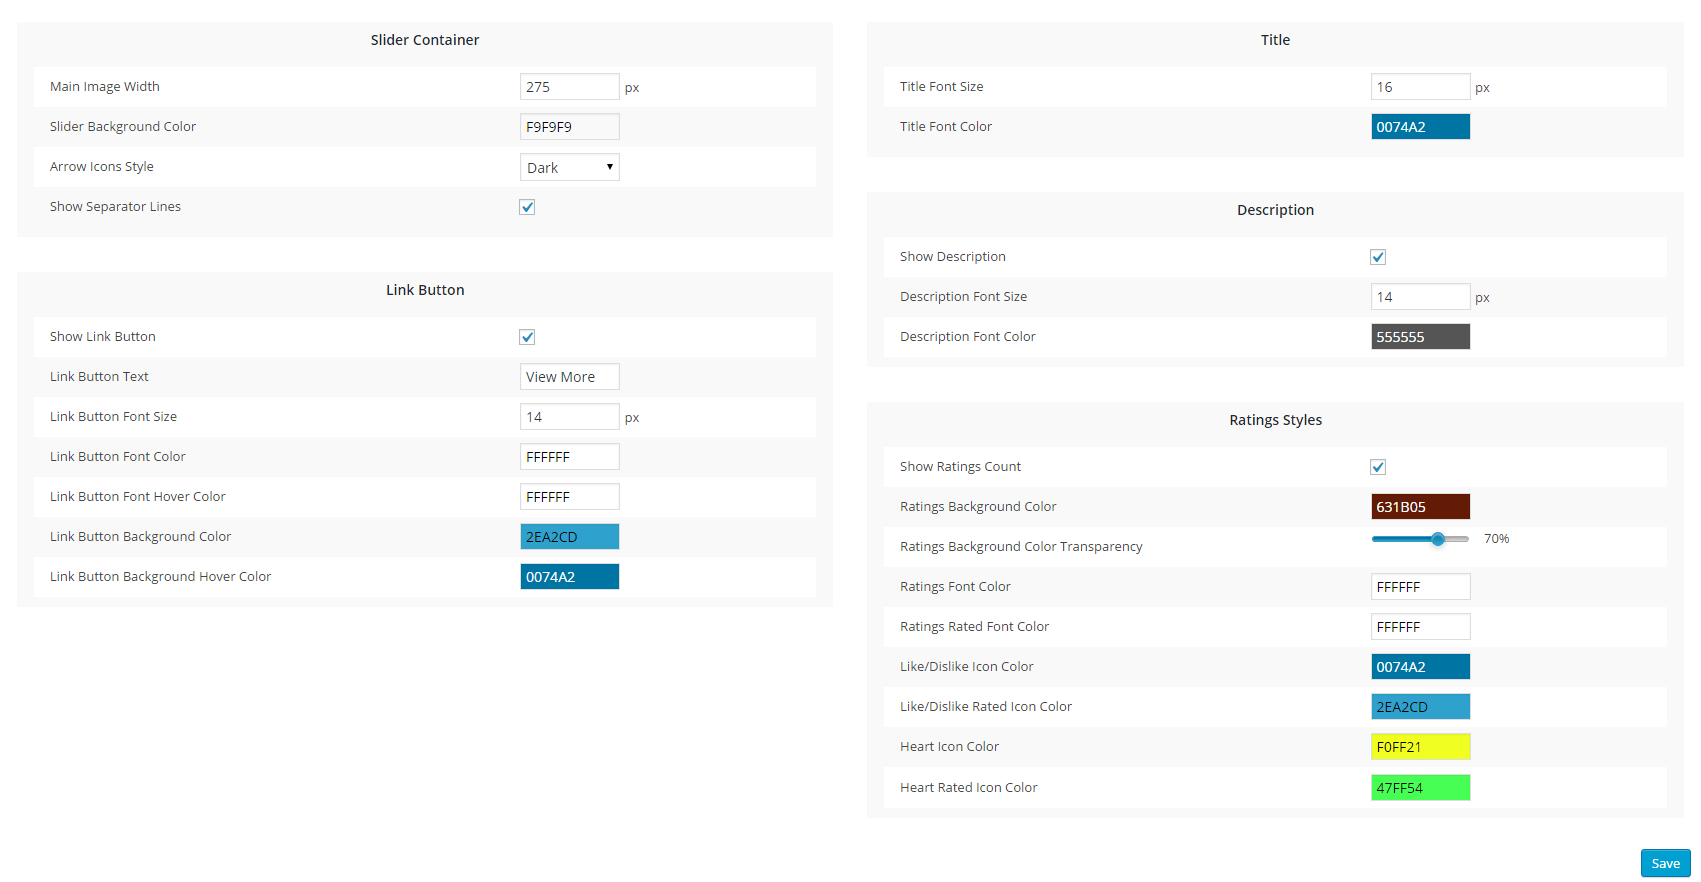 Slider Container
Main Image Width 275 px
Slider Background Color F9F9F9
Arrow Icons Style Dark
Show Separator Lines
Link Button
Show Link Button
Link Button Text View More
Link Button Font Size 14 px
Link Button Font Color FFFFFF
Link Button Font Hover Color FFFFFF
Link Button Background Color 2EA2CD
Link Button Background Hover Color 0074A2
Title
Title Font Size 16 px
Title Font Color 0074A2
Description
Show Description
Description Font Size 14 px
Description Font Color 555555
Ratings Styles
Show Ratings Count
Ratings Background Color 631B05
Ratings Background Color Transparency 70%
Ratings Font Color FFFFFF
Ratings Rated Font Color FFFFFF
Like/Dislike Icon Color 0074A2
Like/Dislike Rated Icon Color 2EA2CD
Heart Icon Color F0FF21
Heart Rated Icon Color 47FF54
Save